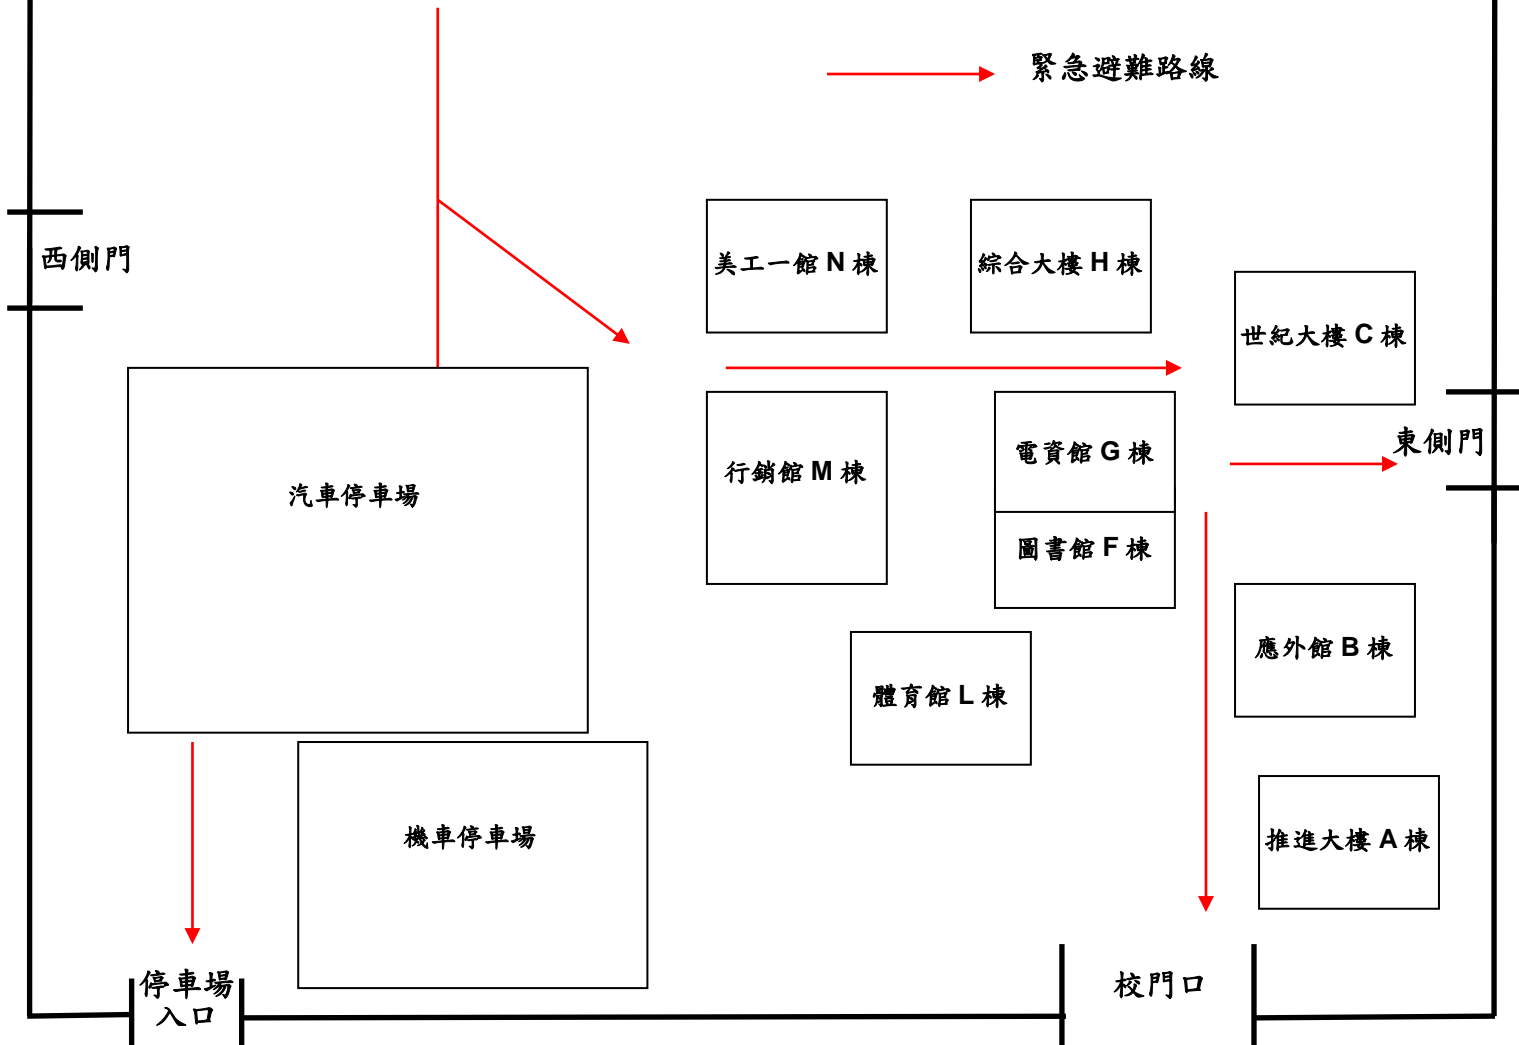 緊急避難路線
西側門
美工一館 N 棟
綜合大樓 H 棟
世紀大樓 C 棟
東側門
電資館 G 棟
行銷館 M 棟
汽車停車場
圖書館 F 棟
應外館 B 棟
體育館 L 棟
機車停車場
推進大樓 A 棟
停車場
入口
校門口